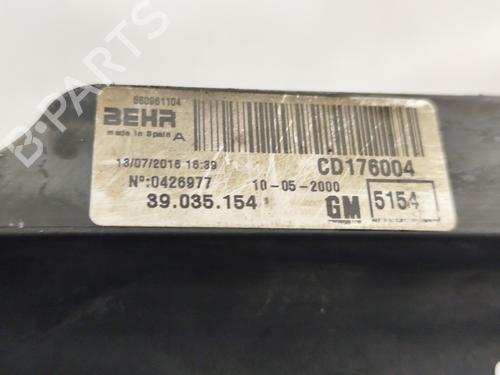 660961104
BEHR
made in Spain A
13/07/2016 16:39
CD176004
Nº:0426977 10-05-2000
39.035.154
GM
5154
B-PARTS